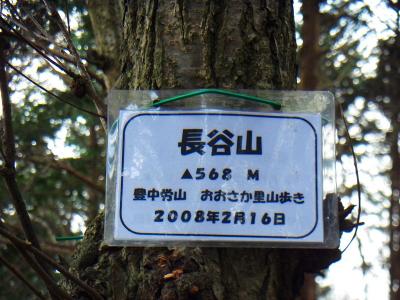 長谷山
▲568 M
豊中労山 おおさか里山歩き
2008年2月16日